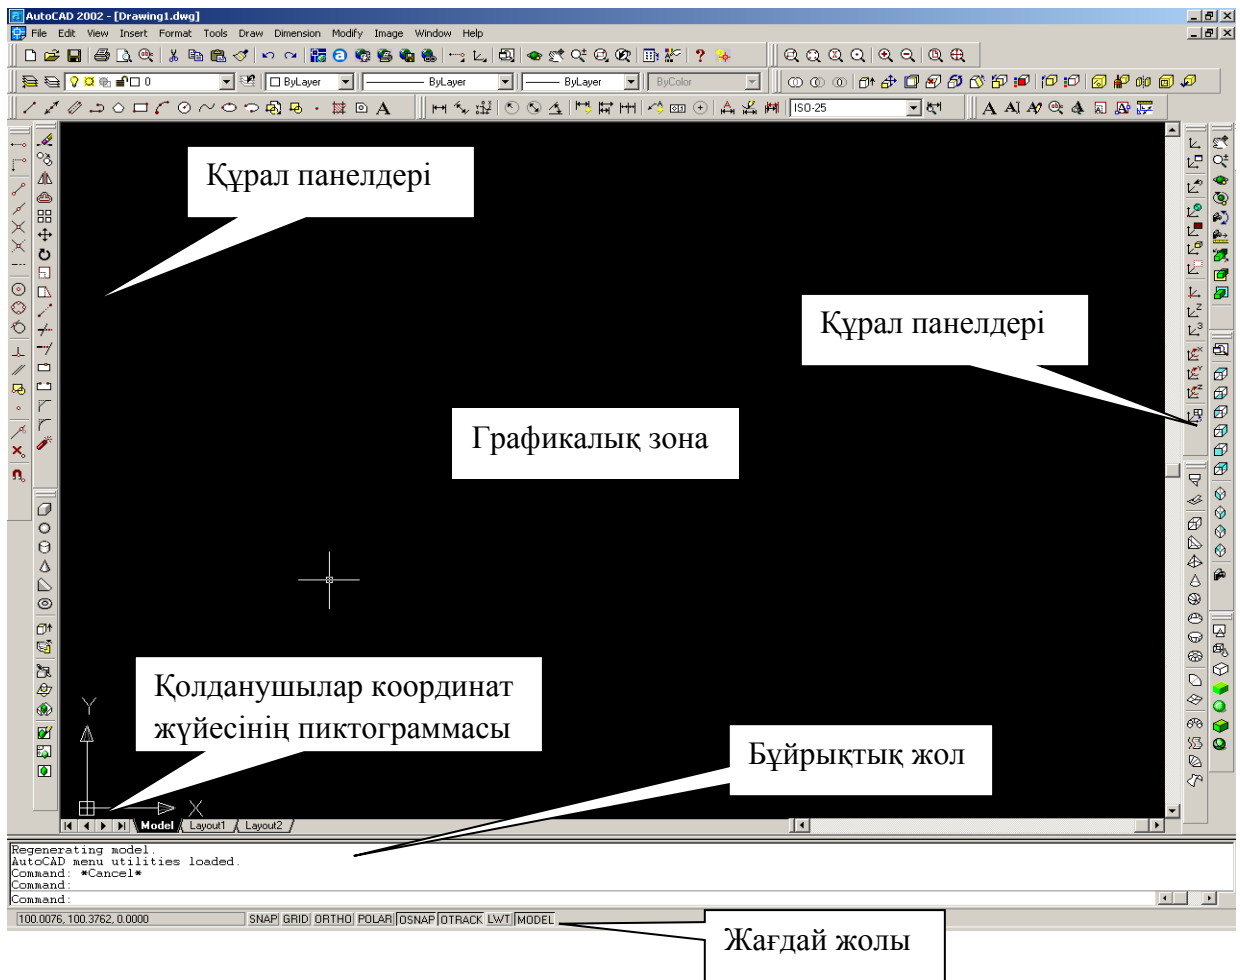 AutoCAD 2002 - [Drawing1.dwg]
File Edit View Insert Format Tools Draw Dimension Modify Image Window Help
0 ByLayer ByLayer ByLayer ByColor
ISO-25
Құрал панелдері
Құрал панелдері
Графикалық зона
Қолданушылар координат
жүйесінің пиктограммасы
Бұйрықтық жол
Y
X
Model Layout1 Layout2
Regenerating model.
AutoCAD menu utilities loaded.
Command: *Cancel*
Command:
Command:
100.0076, 100.3762, 0.0000 SNAP GRID ORTHO POLAR OSNAP OTRACK LWT MODEL
Жағдай жолы